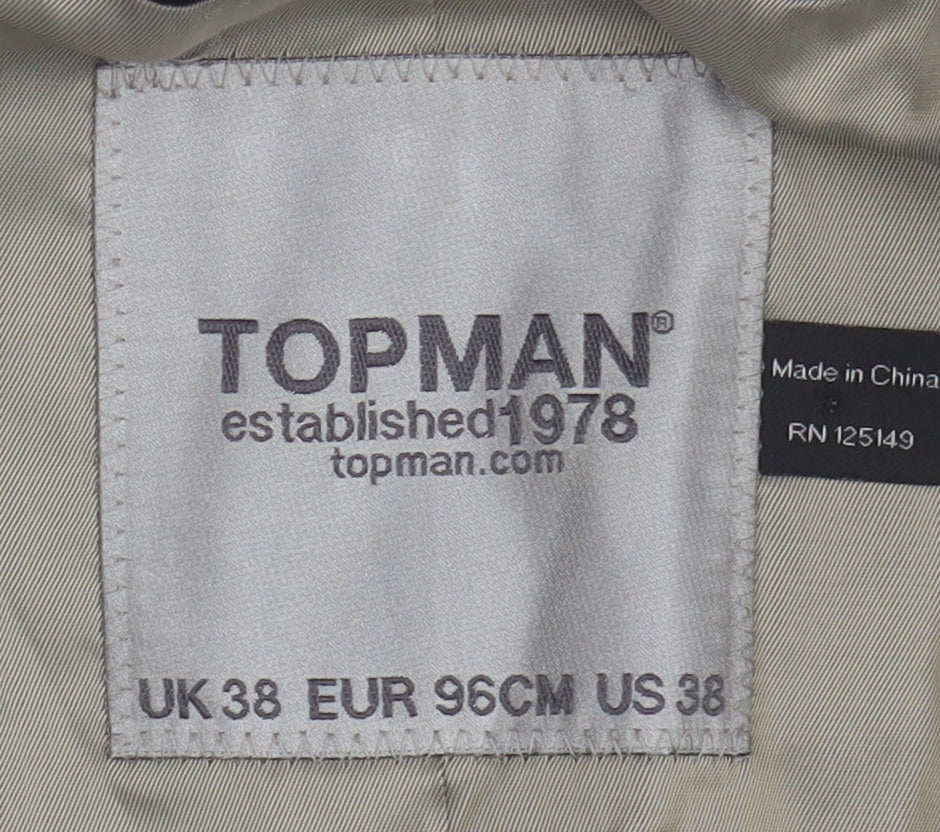 TOPMAN®
established1978
topman.com
UK 38 EUR 96CM US 38
Made in China
RN 125149